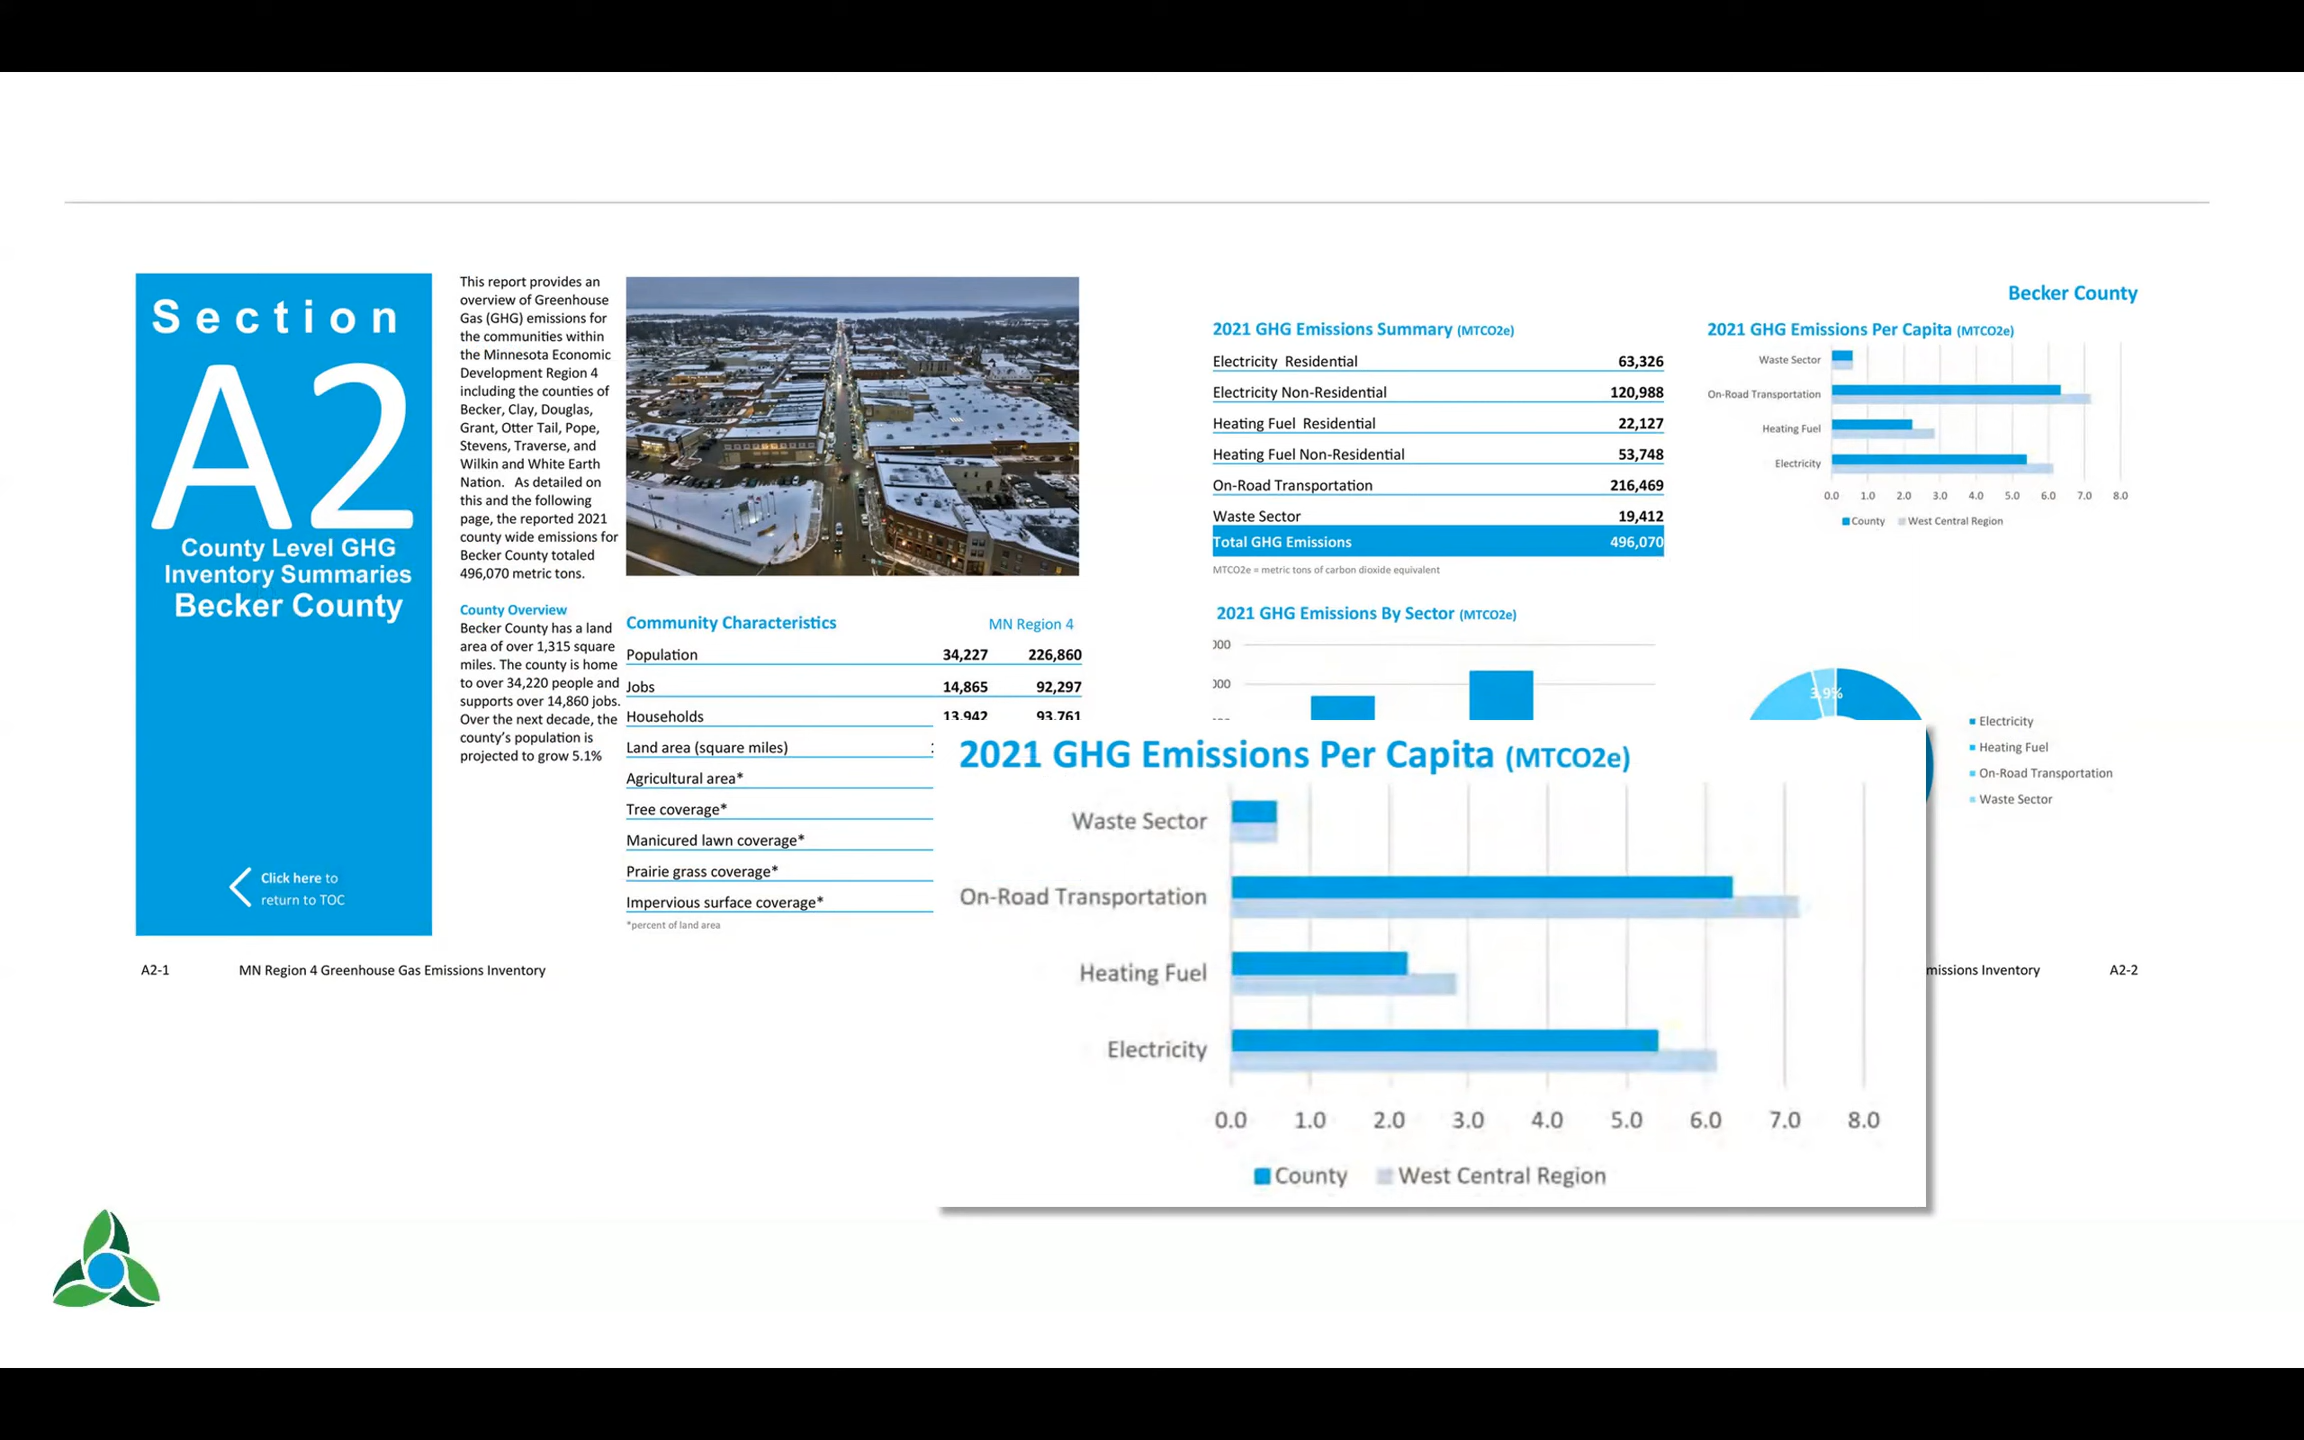 Section
A2
County Level GHG
Inventory Summaries
Becker County
Click here to
return to TOC
This report provides an
overview of Greenhouse
Gas (GHG) emissions for
the communities within
the Minnesota Economic
Development Region 4
including the counties of
Becker, Clay, Douglas,
Grant, Otter Tail, Pope,
Stevens, Traverse, and
Wilkin and White Earth
Nation. As detailed on
this and the following
page, the reported 2021
county wide emissions for
Becker County totaled
496,070 metric tons.
County Overview
Becker County has a land
area of over 1,315 square
miles. The county is home
to over 34,220 people and
supports over 14,860 jobs.
Over the next decade, the
county's population is
projected to grow 5.1%
Community Characteristics MN Region 4
Population 34,227 226,860
Jobs 14,865 92,297
Households 13,942 93,761
Land area (square miles)
Agricultural area*
Tree coverage*
Manicured lawn coverage*
Prairie grass coverage*
Impervious surface coverage*
*percent of land area
A2-1 MN Region 4 Greenhouse Gas Emissions Inventory
Becker County
2021 GHG Emissions Summary (MTCO2e)
Electricity Residential 63,326
Electricity Non-Residential 120,988
Heating Fuel Residential 22,127
Heating Fuel Non-Residential 53,748
On-Road Transportation 216,469
Waste Sector 19,412
Total GHG Emissions 496,070
MTCO2e = metric tons of carbon dioxide equivalent
2021 GHG Emissions Per Capita (MTCO2e)
Waste Sector
On-Road Transportation
Heating Fuel
Electricity
0.0 1.0 2.0 3.0 4.0 5.0 6.0 7.0 8.0
County West Central Region
2021 GHG Emissions By Sector (MTCO2e)
000
000
3.9%
Electricity
Heating Fuel
On-Road Transportation
Waste Sector
2021 GHG Emissions Per Capita (MTCO2e)
Waste Sector
On-Road Transportation
Heating Fuel
Electricity
0.0 1.0 2.0 3.0 4.0 5.0 6.0 7.0 8.0
County West Central Region
missions Inventory A2-2